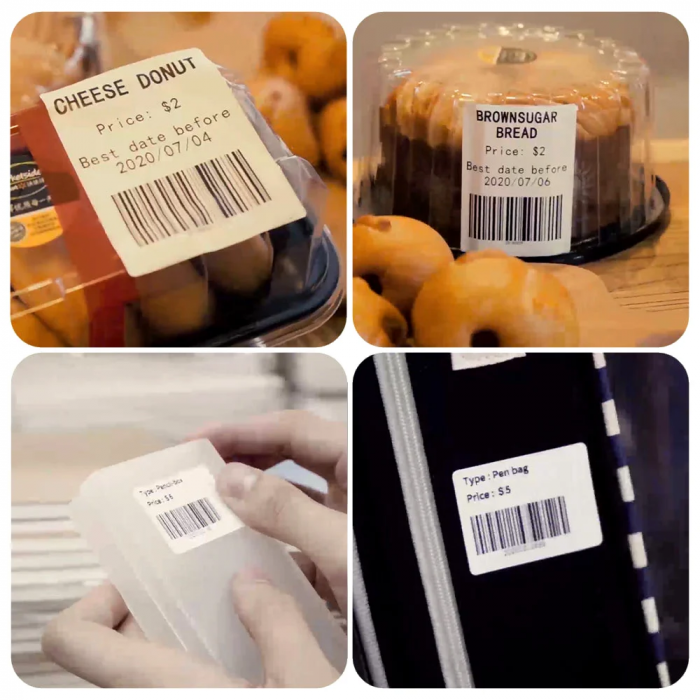 CHEESE DONUT
Price: $2
Best date before
2020/07/04
BROWNSUGAR
BREAD
Price: $2
Best date before
2020/07/06
Type: Pencil Box
Price: $5
Type : Pen bag
Price : $5